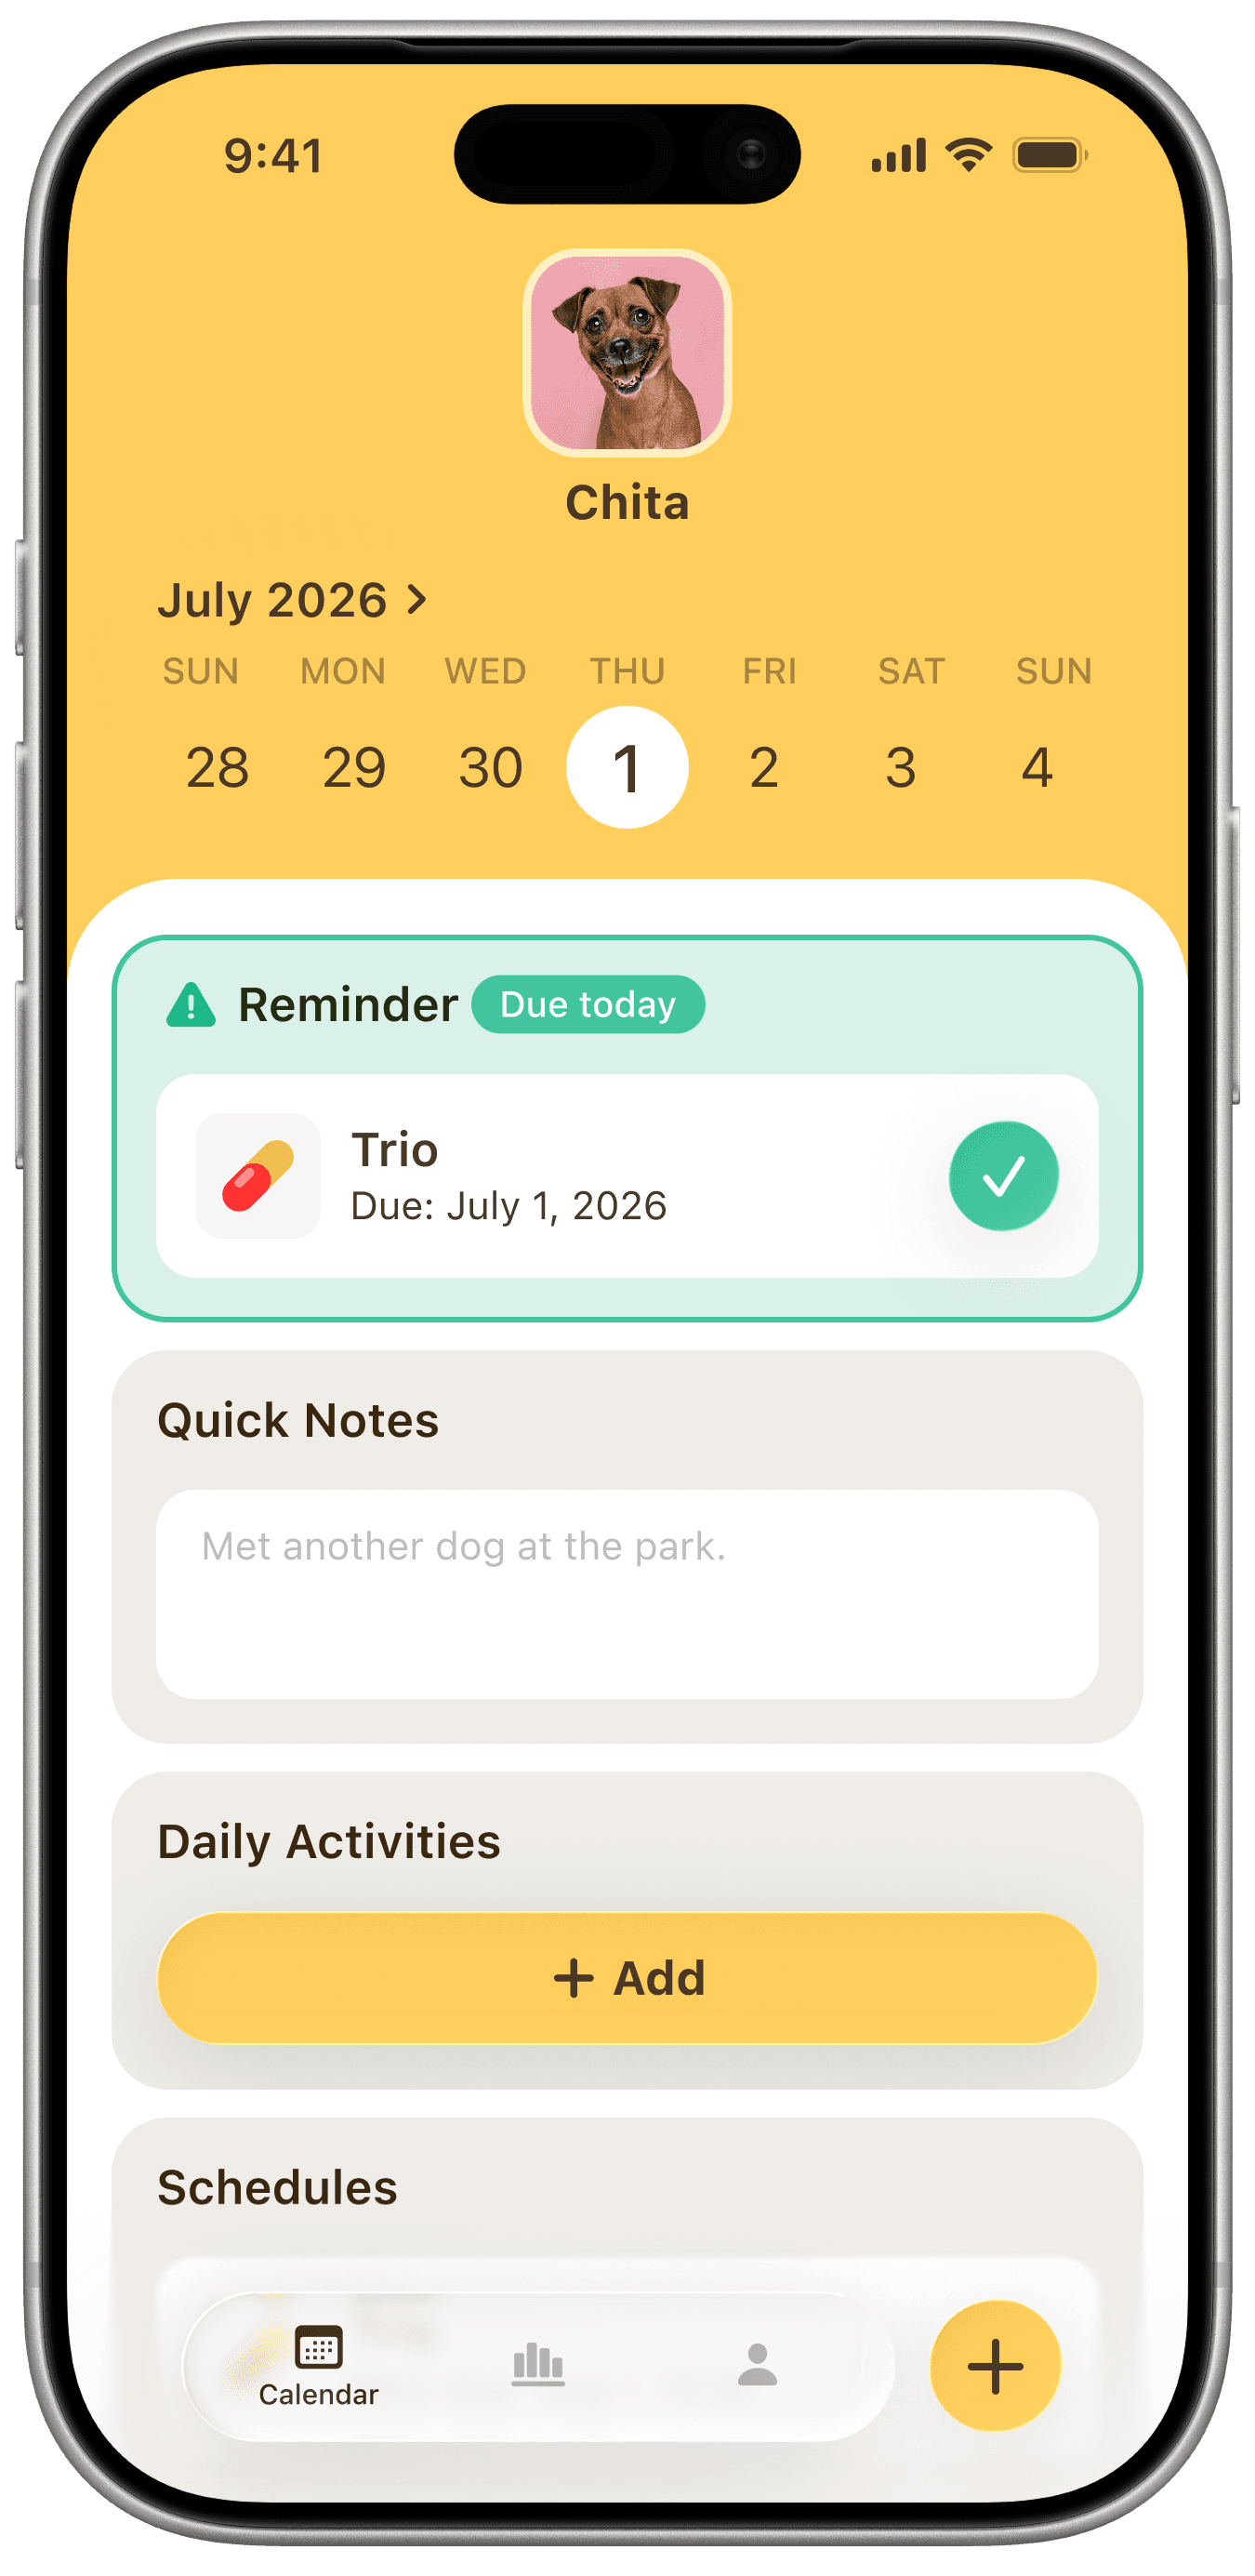 9:41
Chita
July 2026
SUN MON WED THU FRI SAT SUN
28 29 30 1 2 3 4
Reminder Due today
Trio
Due: July 1, 2026
Quick Notes
Met another dog at the park.
Daily Activities
+ Add
Schedules
Calendar